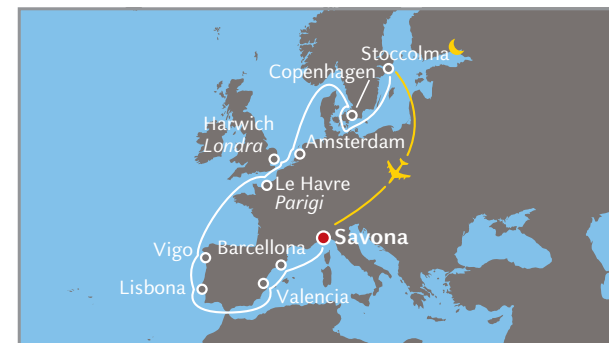 Stoccolma
Copenhagen
Harwich
Londra
Amsterdam
Le Havre
Parigi
Savona
Vigo
Barcellona
Lisbona
Valencia